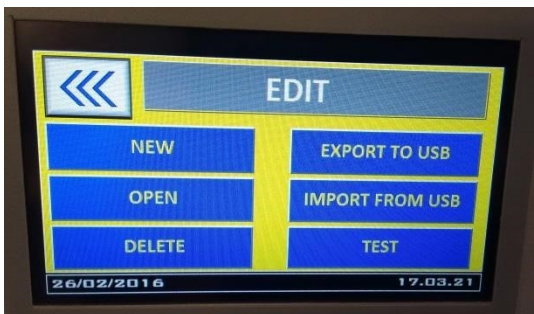 EDIT
NEW
EXPORT TO USB
OPEN
IMPORT FROM USB
DELETE
TEST
26/02/2016 17.03.21